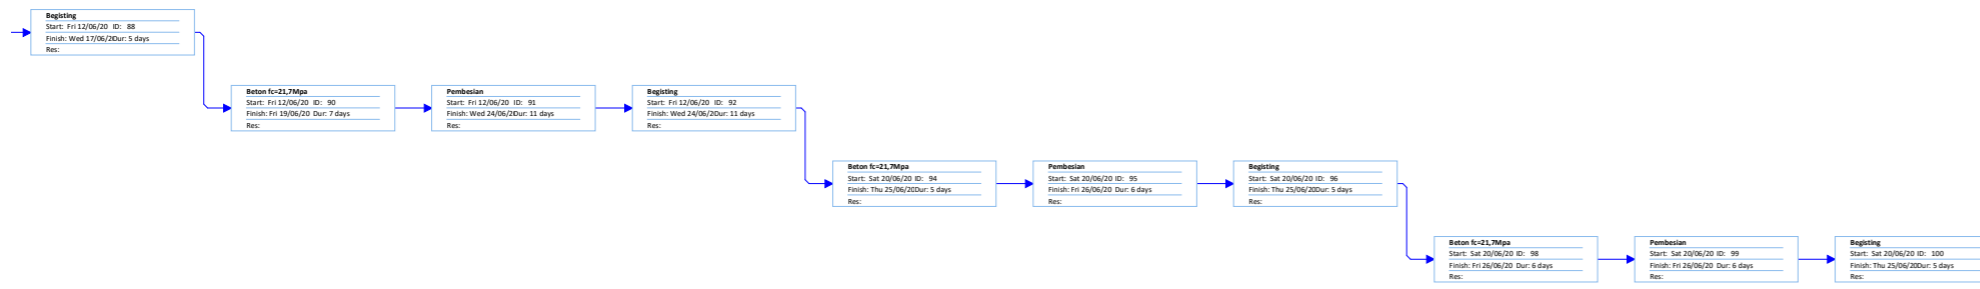 Begisting
Start: Fri 12/06/20 ID: 88
Finish: Wed 17/06/20 Dur: 5 days
Res:
Beton fc=21,7Mpa
Start: Fri 12/06/20 ID: 90
Finish: Fri 19/06/20 Dur: 7 days
Res:
Pembesian
Start: Fri 12/06/20 ID: 91
Finish: Wed 24/06/20 Dur: 11 days
Res:
Begisting
Start: Fri 12/06/20 ID: 92
Finish: Wed 24/06/20 Dur: 11 days
Res:
Beton fc=21,7Mpa
Start: Sat 20/06/20 ID: 94
Finish: Thu 25/06/20 Dur: 5 days
Res:
Pembesian
Start: Sat 20/06/20 ID: 95
Finish: Fri 26/06/20 Dur: 6 days
Res:
Begisting
Start: Sat 20/06/20 ID: 96
Finish: Thu 25/06/20 Dur: 5 days
Res:
Beton fc=21,7Mpa
Start: Sat 20/06/20 ID: 98
Finish: Fri 26/06/20 Dur: 6 days
Res:
Pembesian
Start: Sat 20/06/20 ID: 99
Finish: Fri 26/06/20 Dur: 6 days
Res:
Begisting
Start: Sat 20/06/20 ID: 100
Finish: Thu 25/06/20 Dur: 5 days
Res: